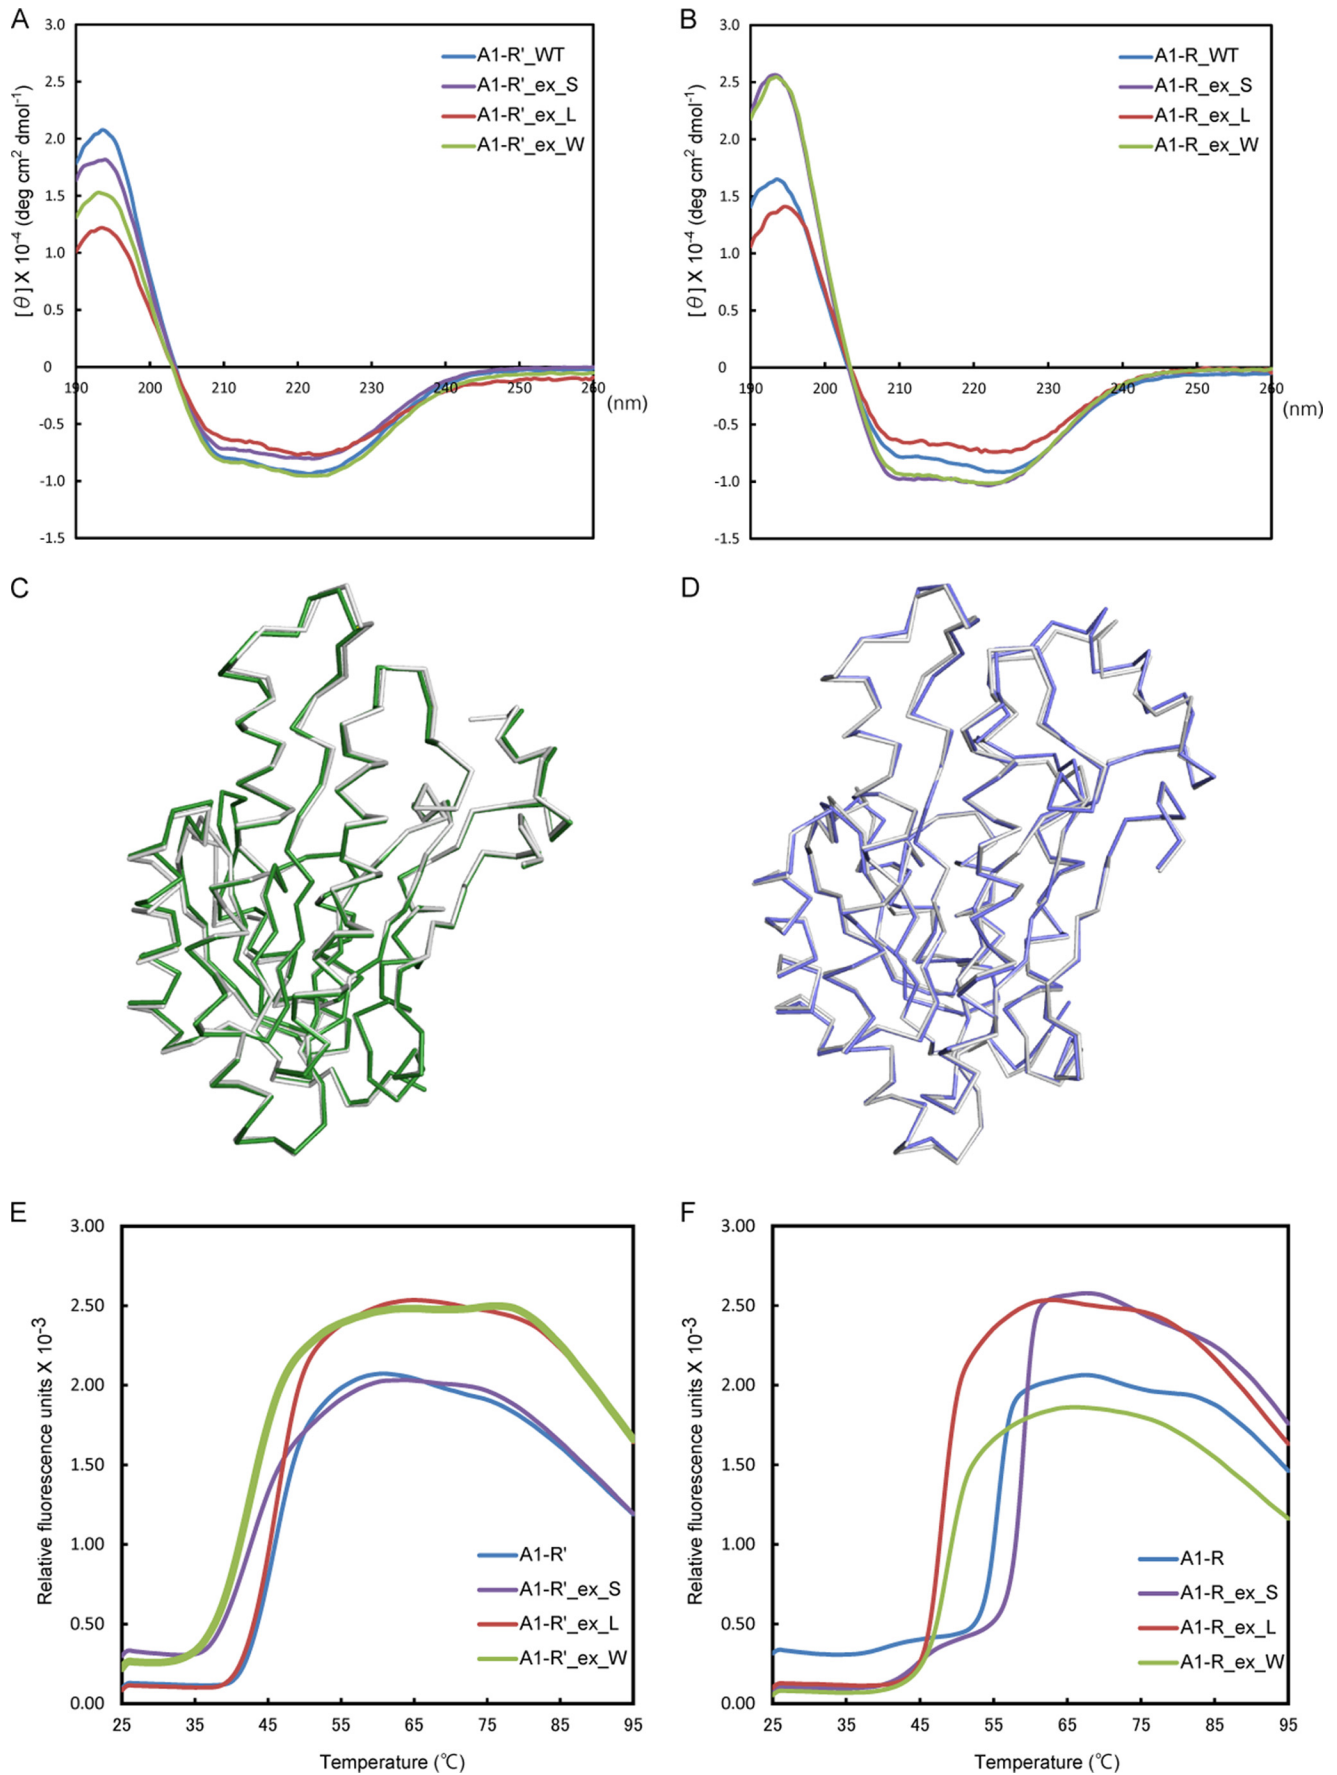 A
[θ] X 10-4 (deg cm2 dmol-1)
3.0
2.5
2.0
1.5
1.0
0.5
0
-0.5
-1.0
-1.5
190 200 210 220 230 240 250 260
(nm)
A1-R'_WT
A1-R'_ex_S
A1-R'_ex_L
A1-R'_ex_W
B
[θ] X 10-4 (deg cm2 dmol-1)
3.0
2.5
2.0
1.5
1.0
0.5
0
-0.5
-1.0
-1.5
190 200 210 220 230 240 250 260
(nm)
A1-R_WT
A1-R_ex_S
A1-R_ex_L
A1-R_ex_W
C
D
E
Relative fluorescence units X 10-3
3.00
2.50
2.00
1.50
1.00
0.50
0.00
25 35 45 55 65 75 85 95
Temperature (℃)
A1-R'
A1-R'_ex_S
A1-R'_ex_L
A1-R'_ex_W
F
Relative fluorescence units X 10-3
3.00
2.50
2.00
1.50
1.00
0.50
0.00
25 35 45 55 65 75 85 95
Temperature (℃)
A1-R
A1-R_ex_S
A1-R_ex_L
A1-R_ex_W